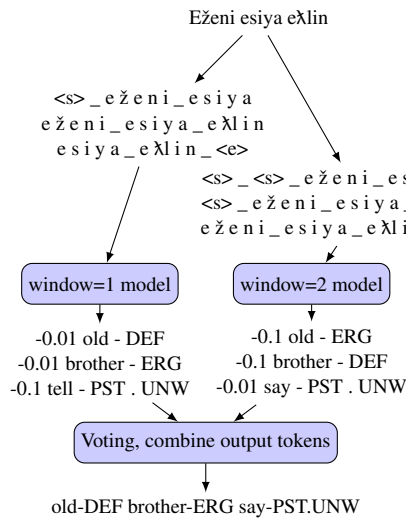 Eženi esiya eƛlin
<s> _ e ž e n i _ e s i y a
e ž e n i _ e s i y a _ e ƛ l i n
e s i y a _ e ƛ l i n _ <e>
<s> _ <s> _ e ž e n i _ e s
<s> _ e ž e n i _ e s i y a _
e ž e n i _ e s i y a _ e ƛ l i
window=1 model
window=2 model
-0.01 old - DEF
-0.01 brother - ERG
-0.1 tell - PST . UNW
-0.1 old - ERG
-0.1 brother - DEF
-0.01 say - PST . UNW
Voting, combine output tokens
old-DEF brother-ERG say-PST.UNW